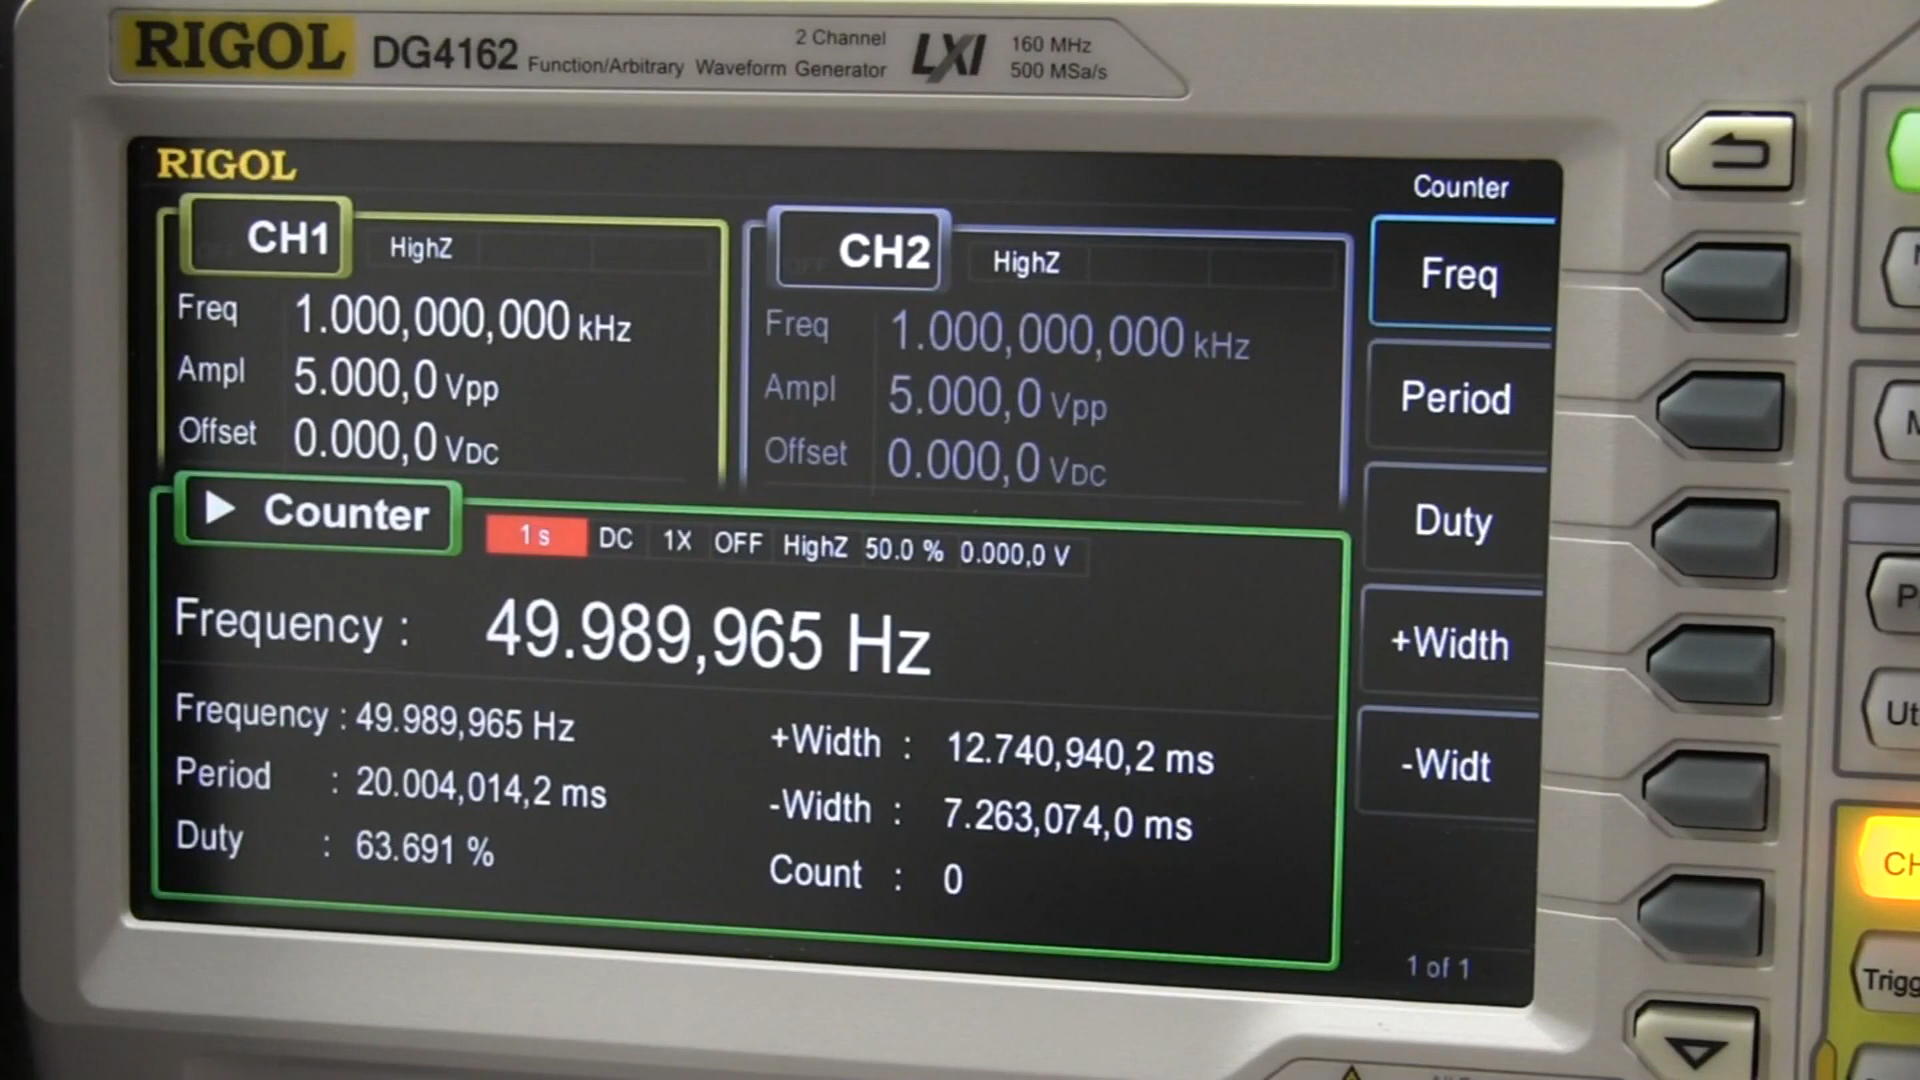 RIGOL DG4162 Function/Arbitrary Waveform Generator 2 Channel LXI 160 MHz
500 MSa/s
RIGOL
Counter
CH1 HighZ
Freq 1.000,000,000 kHz
Ampl 5.000,0 Vpp
Offset 0.000,0 VDC
CH2 HighZ
Freq 1.000,000,000 kHz
Ampl 5.000,0 Vpp
Offset 0.000,0 VDC
Counter 1 s DC 1X OFF HighZ 50.0 % 0.000,0 V
Frequency : 49.989,965 Hz
Frequency : 49.989,965 Hz
Period : 20.004,014,2 ms
Duty : 63.691 %
+Width : 12.740,940,2 ms
-Width : 7.263,074,0 ms
Count : 0
Freq
Period
Duty
+Width
-Widt
1 of 1
Ut
CH
Trigg